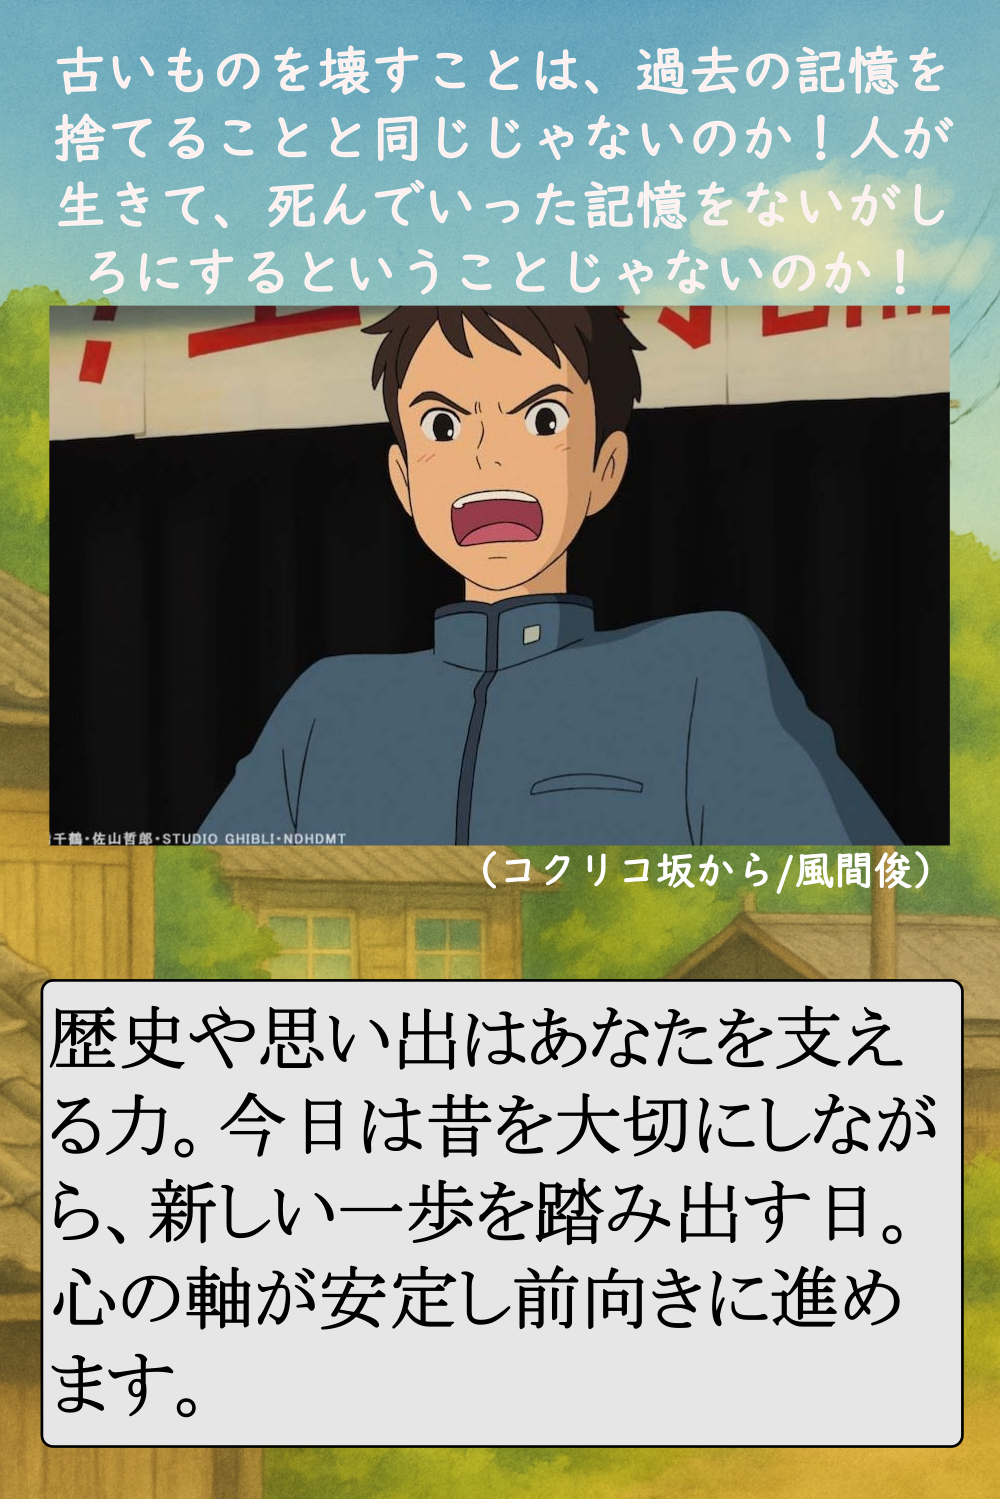 古いものを壊すことは、過去の記憶を
捨てることと同じじゃないのか！人が
生きて、死んでいった記憶をないがし
ろにするということじゃないのか！
千鶴・佐山哲郎・STUDIO GHIBLI・NDHDMT
（コクリコ坂から/風間俊）
歴史や思い出はあなたを支え
る力。今日は昔を大切にしなが
ら、新しい一歩を踏み出す日。
心の軸が安定し前向きに進め
ます。